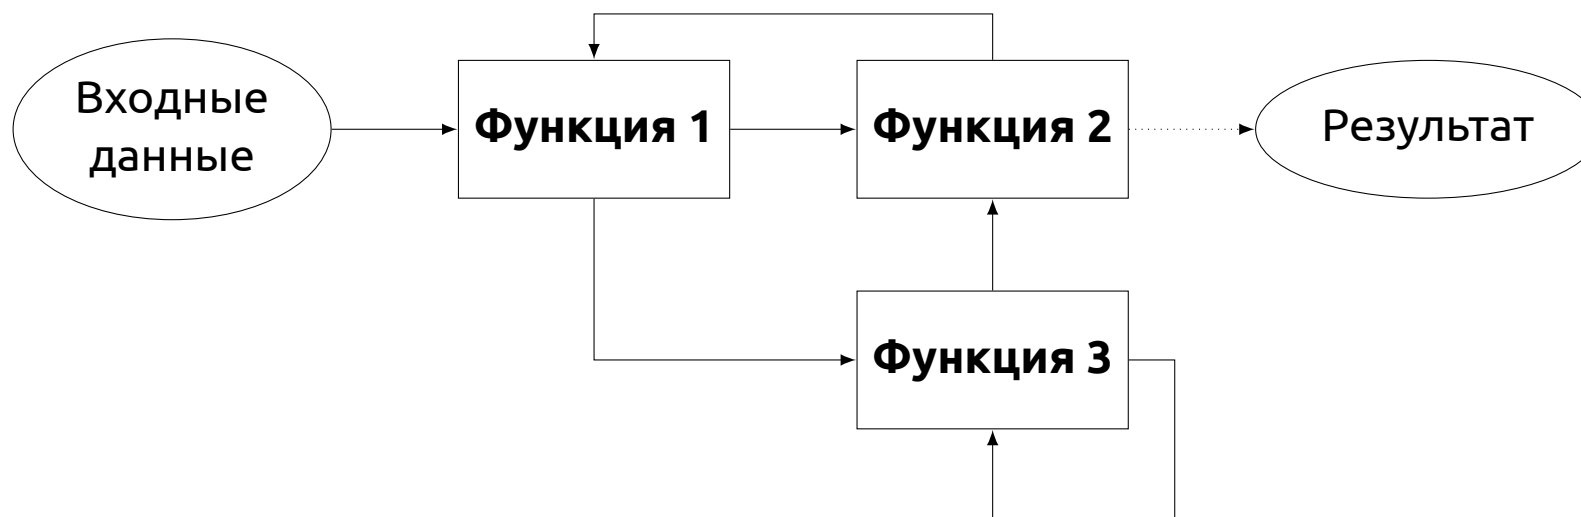 Входные
данные
Функция 1
Функция 2
Результат
Функция 3